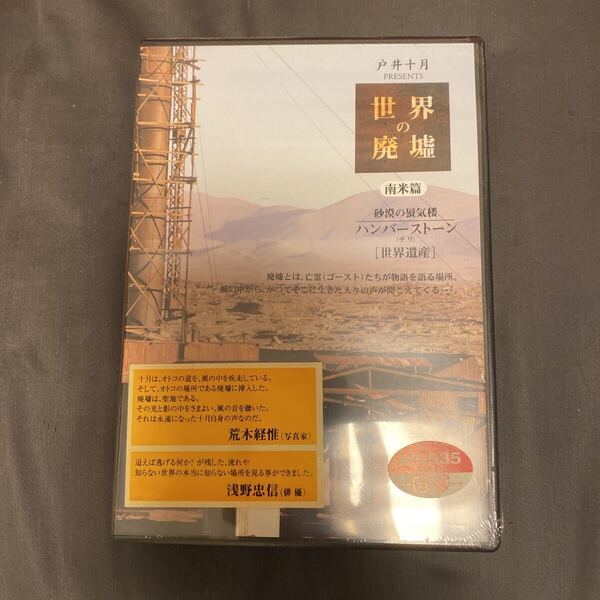 戸井十月
PRESENTS
世界
の
廃墟
南米篇
砂漠の蜃気楼
ハンバーストーン
(チリ)
[世界遺産]
廃墟とは、亡霊(ゴースト)たちが物語を語る場所。
風の中から、かつてそこに生きた人々の声が聞こえてくる…。
十月は、オトコの道を、風の中を疾走している。
そして、オトコの場所である廃墟に挿入した。
廃墟は、聖地である。
その光と影の中をさまよい、風の音を聴いた、
それは永遠になった十月自身の声なのだ。
荒木経惟(写真家)
追えば逃げる何か？が残した、流れや
知らない世界の本当に知らない場所を見る事ができました。
浅野忠信(俳優)